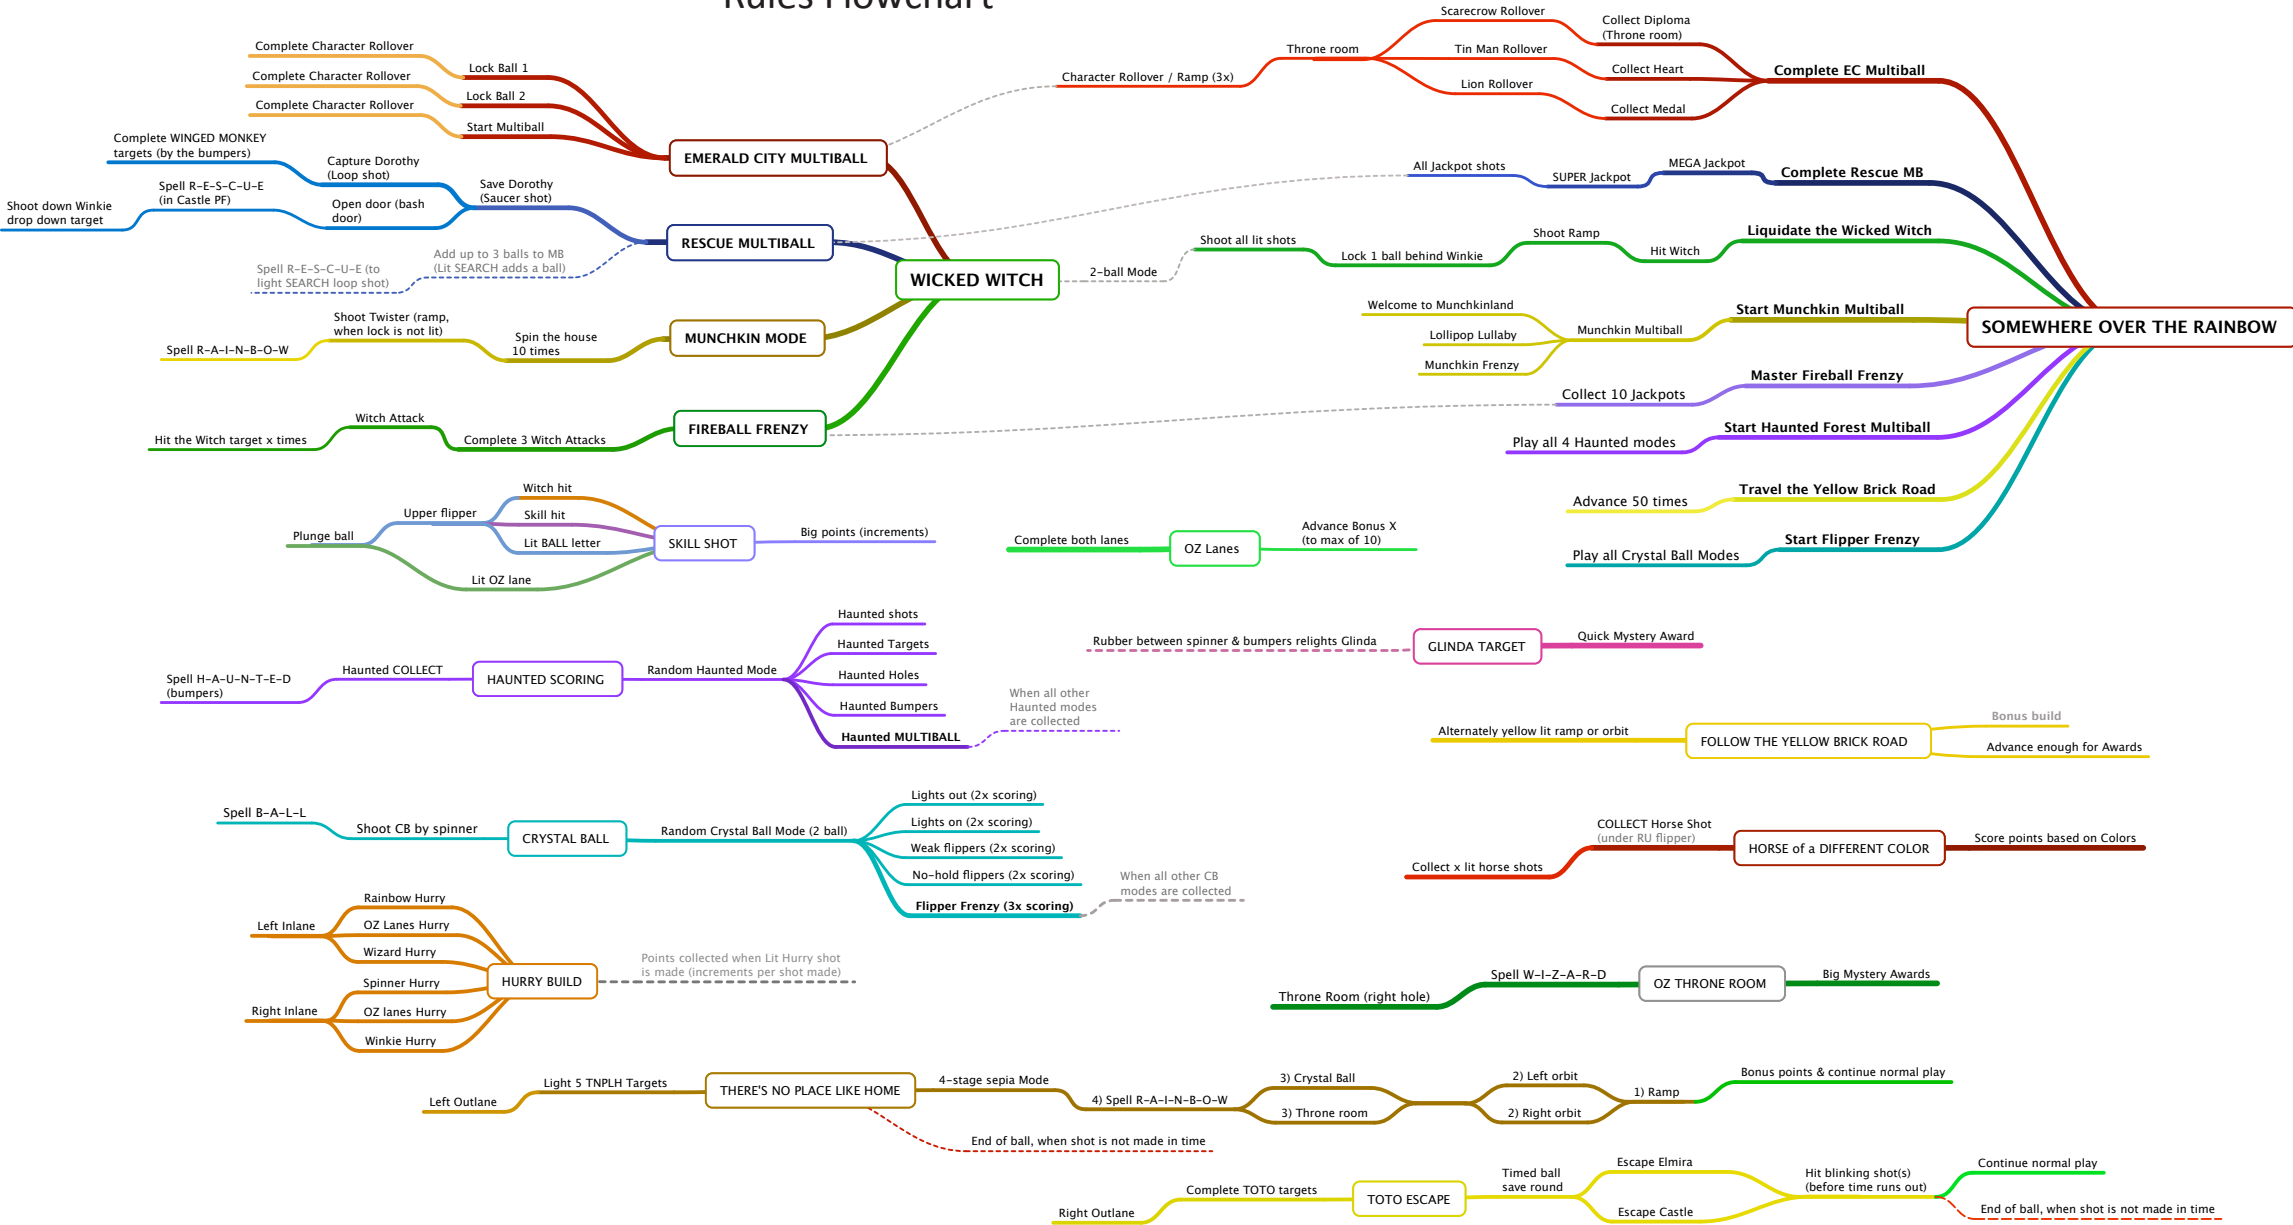 Rules Flowchart
Complete Character Rollover
Lock Ball 1
Complete Character Rollover
Lock Ball 2
Complete Character Rollover
Start Multiball
EMERALD CITY MULTIBALL
Character Rollover / Ramp (3x)
Throne room
Scarecrow Rollover
Collect Diploma
(Throne room)
Tin Man Rollover
Collect Heart
Lion Rollover
Collect Medal
Complete EC Multiball
Complete WINGED MONKEY
targets (by the bumpers)
Capture Dorothy
(Loop shot)
Spell R-E-S-C-U-E
(in Castle PF)
Shoot down Winkie
drop down target
Open door (bash
door)
Save Dorothy
(Saucer shot)
Spell R-E-S-C-U-E (to
light SEARCH loop shot)
Add up to 3 balls to MB
(Lit SEARCH adds a ball)
RESCUE MULTIBALL
All Jackpot shots
SUPER Jackpot
MEGA Jackpot
Complete Rescue MB
WICKED WITCH
2-ball Mode
Shoot all lit shots
Lock 1 ball behind Winkie
Shoot Ramp
Hit Witch
Liquidate the Wicked Witch
Spell R-A-I-N-B-O-W
Shoot Twister (ramp,
when lock is not lit)
Spin the house
10 times
MUNCHKIN MODE
Welcome to Munchkinland
Lollipop Lullaby
Munchkin Frenzy
Munchkin Multiball
Start Munchkin Multiball
SOMEWHERE OVER THE RAINBOW
Hit the Witch target x times
Witch Attack
Complete 3 Witch Attacks
FIREBALL FRENZY
Collect 10 Jackpots
Master Fireball Frenzy
Play all 4 Haunted modes
Start Haunted Forest Multiball
Advance 50 times
Travel the Yellow Brick Road
Play all Crystal Ball Modes
Start Flipper Frenzy
Plunge ball
Upper flipper
Witch hit
Skill hit
Lit BALL letter
Lit OZ lane
SKILL SHOT
Big points (increments)
Complete both lanes
OZ Lanes
Advance Bonus X
(to max of 10)
Spell H-A-U-N-T-E-D
(bumpers)
Haunted COLLECT
HAUNTED SCORING
Random Haunted Mode
Haunted shots
Haunted Targets
Haunted Holes
Haunted Bumpers
Haunted MULTIBALL
When all other
Haunted modes
are collected
Rubber between spinner & bumpers relights Glinda
GLINDA TARGET
Quick Mystery Award
Alternately yellow lit ramp or orbit
FOLLOW THE YELLOW BRICK ROAD
Bonus build
Advance enough for Awards
Spell B-A-L-L
Shoot CB by spinner
CRYSTAL BALL
Random Crystal Ball Mode (2 ball)
Lights out (2x scoring)
Lights on (2x scoring)
Weak flippers (2x scoring)
No-hold flippers (2x scoring)
Flipper Frenzy (3x scoring)
When all other CB
modes are collected
Collect x lit horse shots
COLLECT Horse Shot
(under RU flipper)
HORSE of a DIFFERENT COLOR
Score points based on Colors
Left Inlane
Rainbow Hurry
OZ Lanes Hurry
Wizard Hurry
Right Inlane
Spinner Hurry
OZ lanes Hurry
Winkie Hurry
HURRY BUILD
Points collected when Lit Hurry shot
is made (increments per shot made)
Throne Room (right hole)
Spell W-I-Z-A-R-D
OZ THRONE ROOM
Big Mystery Awards
Left Outlane
Light 5 TNPLH Targets
THERE'S NO PLACE LIKE HOME
4-stage sepia Mode
4) Spell R-A-I-N-B-O-W
3) Crystal Ball
3) Throne room
2) Left orbit
2) Right orbit
1) Ramp
Bonus points & continue normal play
End of ball, when shot is not made in time
Right Outlane
Complete TOTO targets
TOTO ESCAPE
Timed ball
save round
Escape Elmira
Escape Castle
Hit blinking shot(s)
(before time runs out)
Continue normal play
End of ball, when shot is not made in time